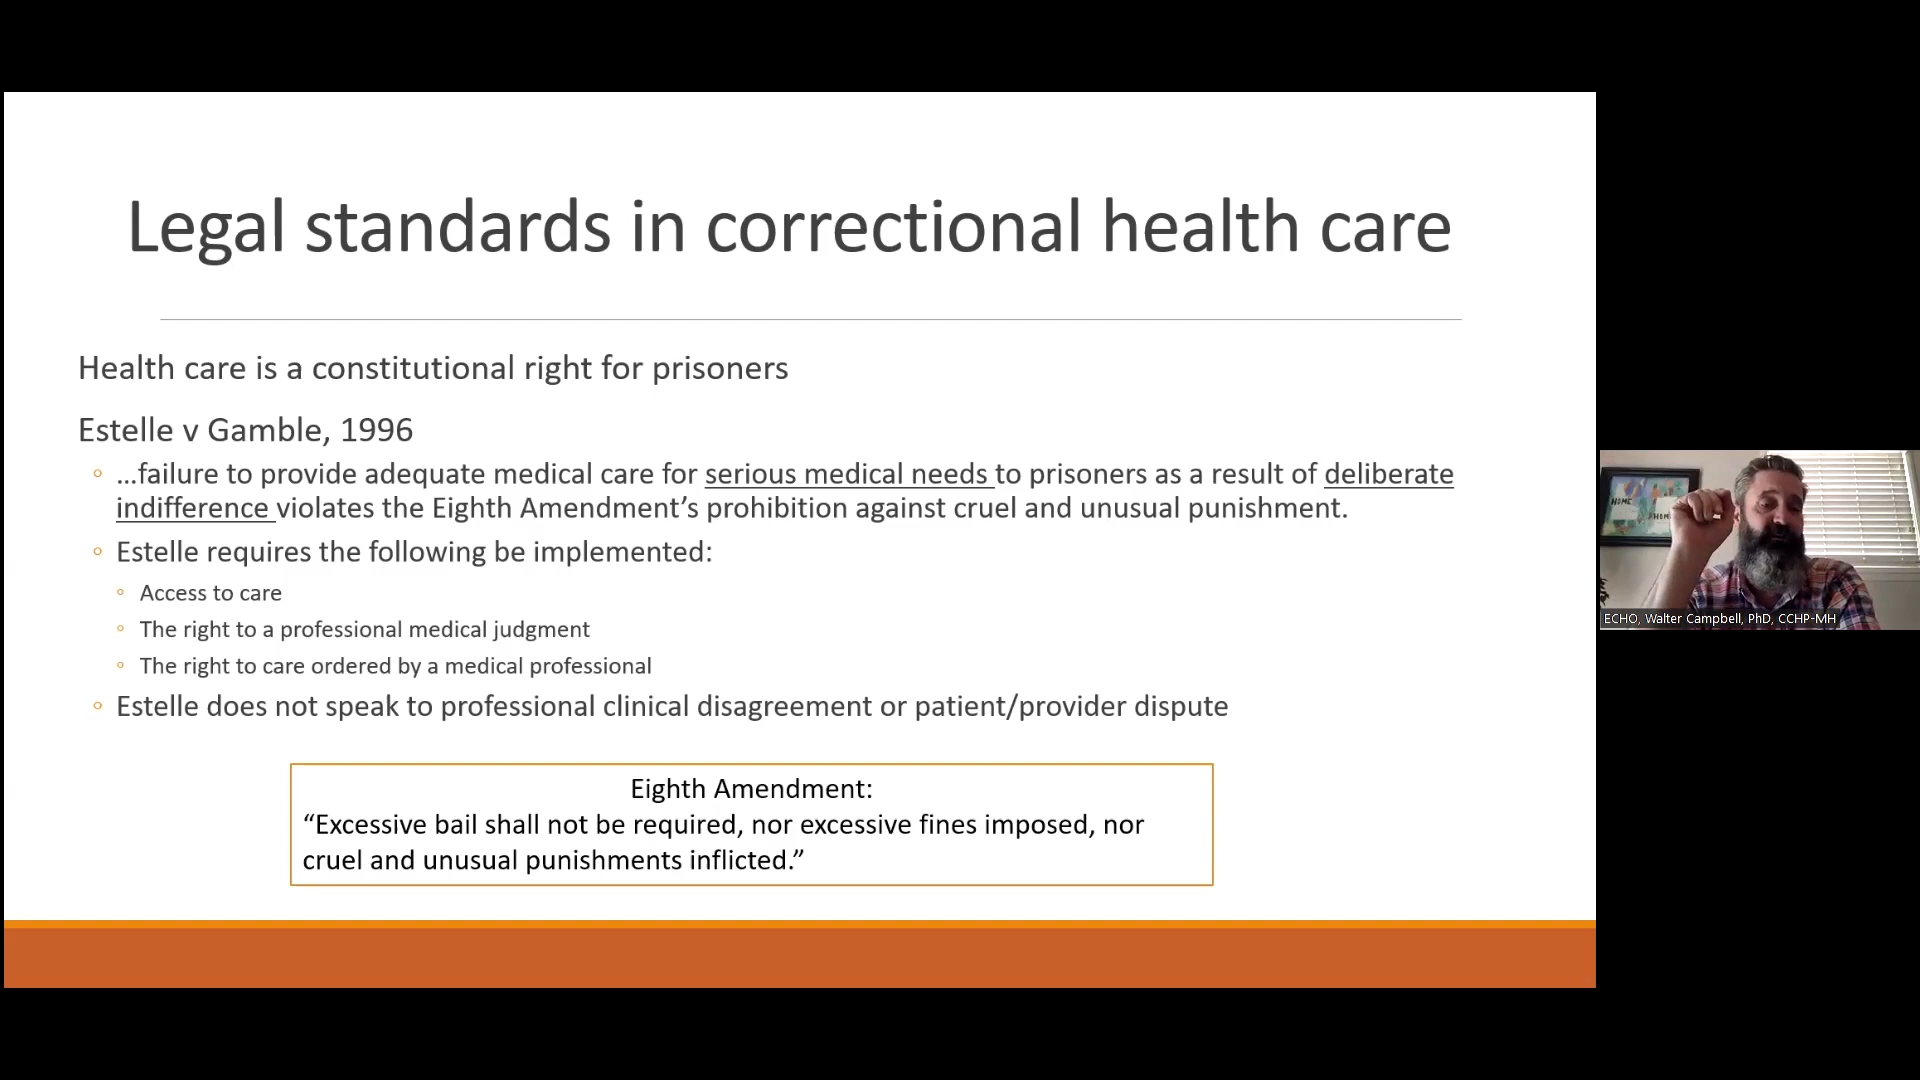 Legal standards in correctional health care
Health care is a constitutional right for prisoners
Estelle v Gamble, 1996
…failure to provide adequate medical care for serious medical needs to prisoners as a result of deliberate
indifference violates the Eighth Amendment’s prohibition against cruel and unusual punishment.
Estelle requires the following be implemented:
Access to care
The right to a professional medical judgment
The right to care ordered by a medical professional
Estelle does not speak to professional clinical disagreement or patient/provider dispute
Eighth Amendment:
“Excessive bail shall not be required, nor excessive fines imposed, nor
cruel and unusual punishments inflicted.”
HOME
HOME
ECHO, Walter Campbell, PhD, CCHP-MH